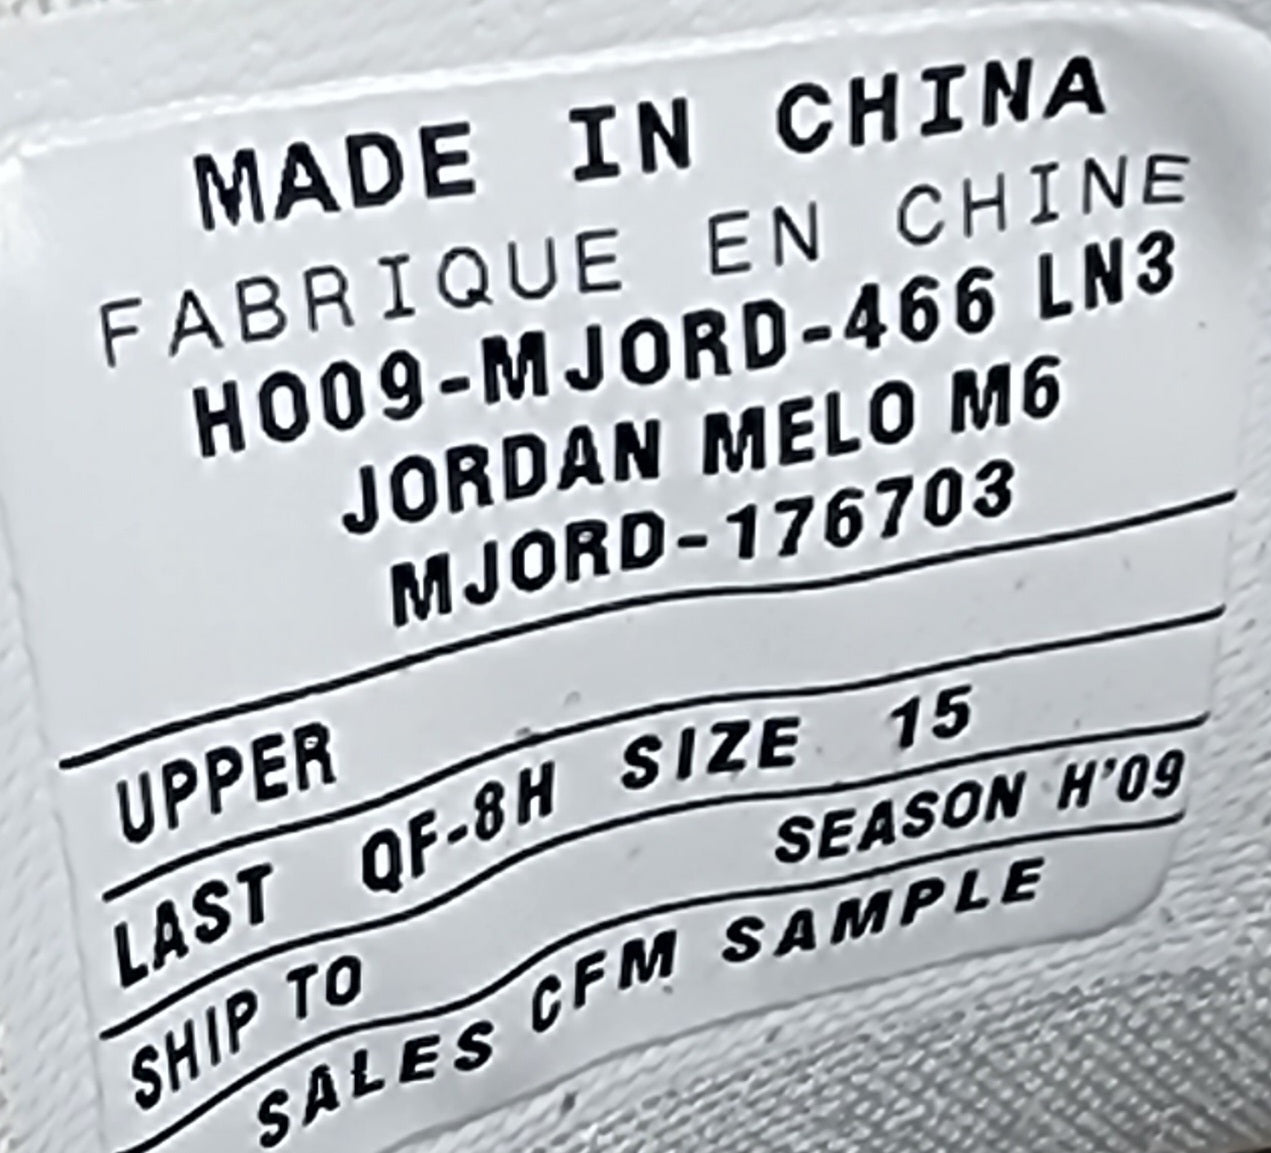 MADE IN CHINA
FABRIQUE EN CHINE
HO09-MJORD-466 LN3
JORDAN MELO M6
MJORD-176703
UPPER
LAST QF-8H SIZE 15
SHIP TO SEASON H'09
SALES CFM SAMPLE